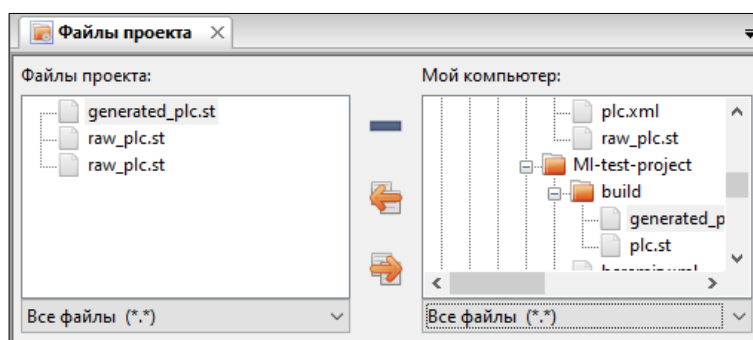 Файлы проекта
Файлы проекта:
generated_plc.st
raw_plc.st
raw_plc.st
Все файлы (*.*)
Мой компьютер:
plc.xml
raw_plc.st
MI-test-project
build
generated_p
plc.st
Все файлы (*.*)